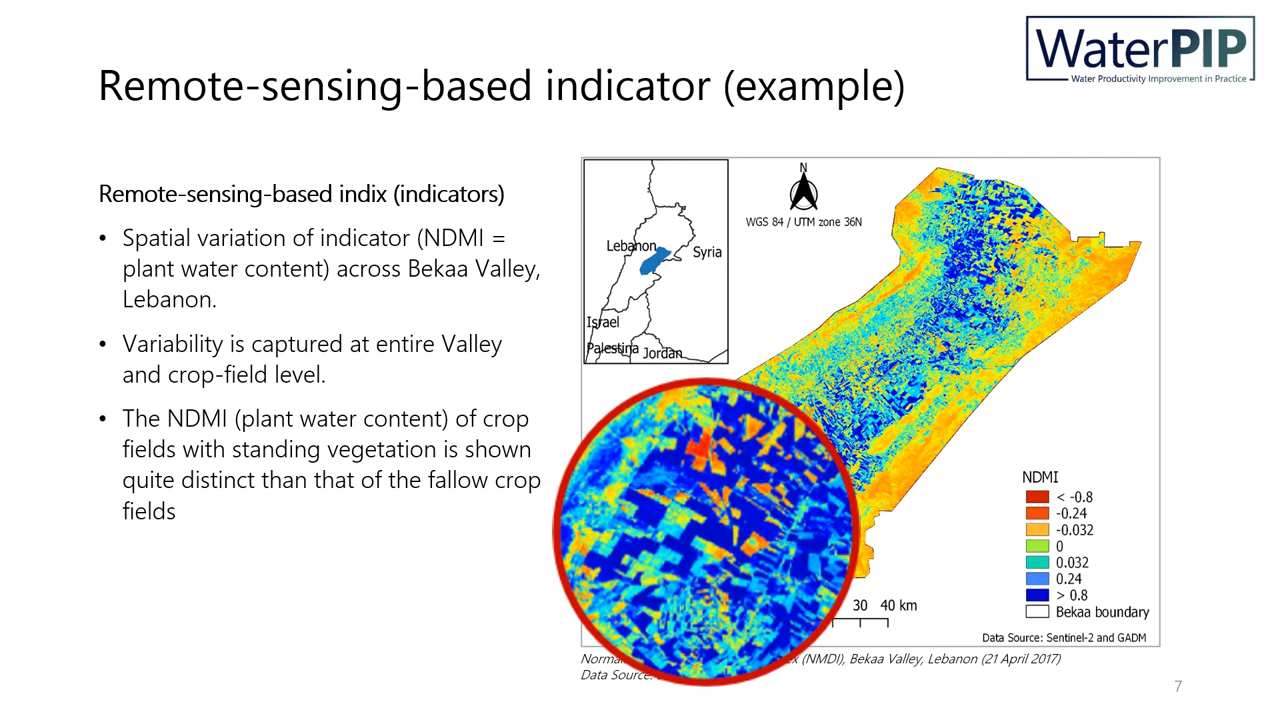 WaterPIP
Water Productivity Improvement in Practice
Remote-sensing-based indicator (example)
Remote-sensing-based indix (indicators)
• Spatial variation of indicator (NDMI =
plant water content) across Bekaa Valley,
Lebanon.
• Variability is captured at entire Valley
and crop-field level.
• The NDMI (plant water content) of crop
fields with standing vegetation is shown
quite distinct than that of the fallow crop
fields
N
WGS 84 / UTM zone 36N
Lebanon
Syria
Israel
Palestina
Jordan
NDMI
< -0.8
-0.24
-0.032
0
0.032
0.24
> 0.8
Bekaa boundary
30 40 km
Data Source: Sentinel-2 and GADM
(NMDI), Bekaa Valley, Lebanon (21 April 2017)
Data Source:
7